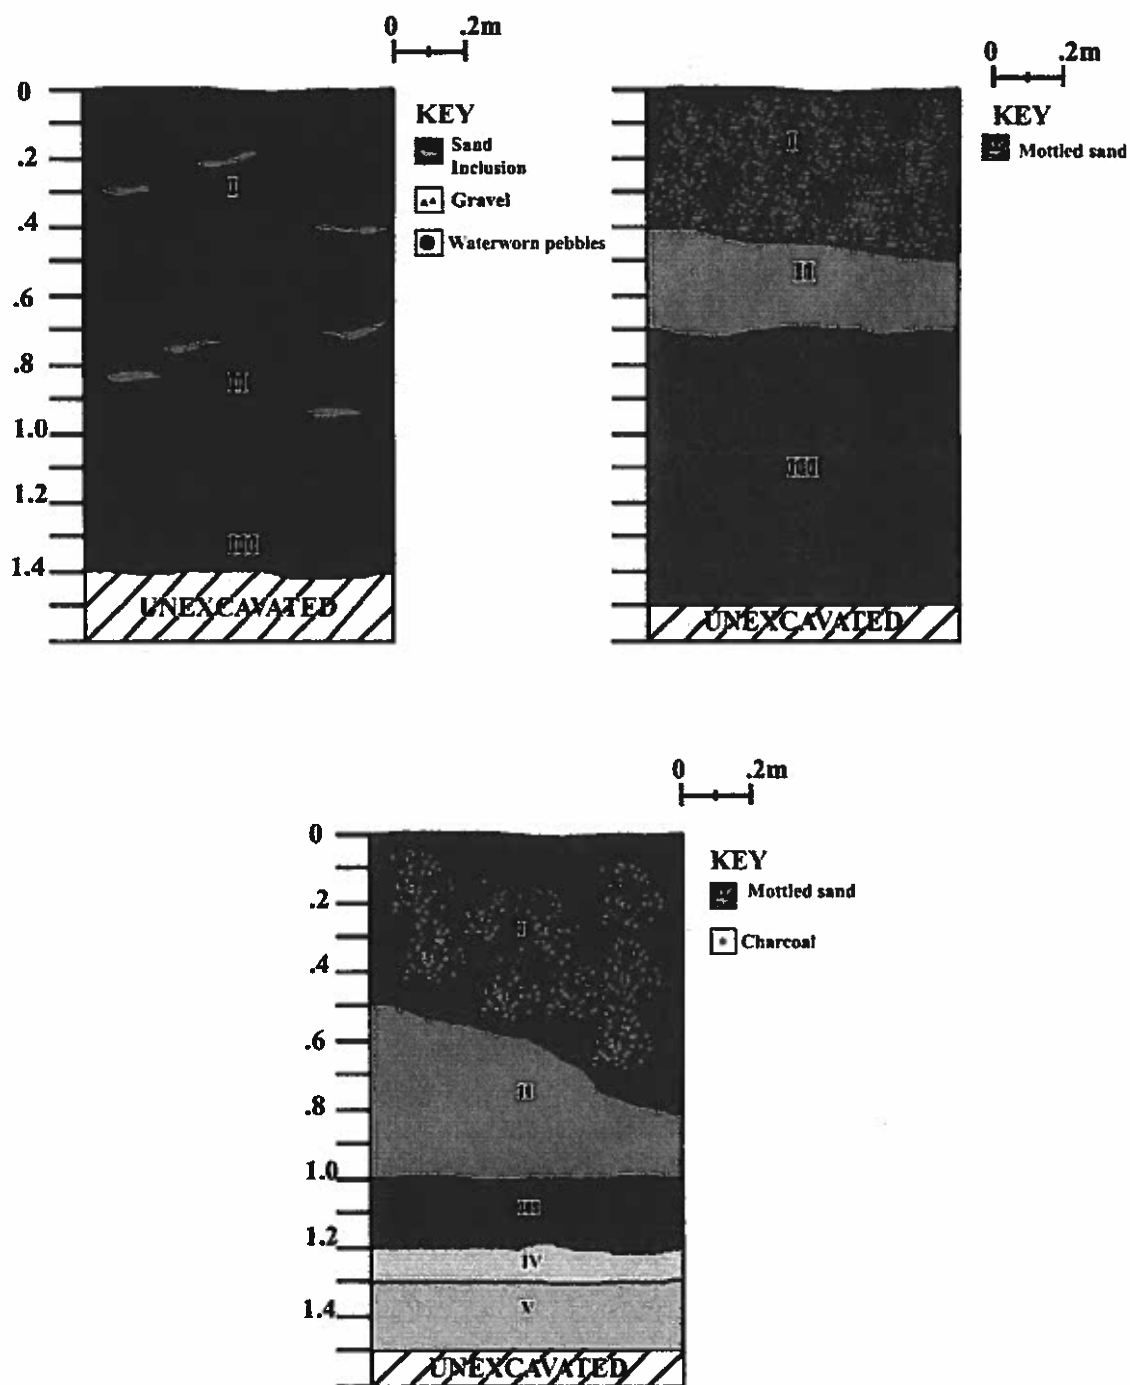 0 .2m
0
.2
.4
.6
.8
1.0
1.2
1.4
I
II
III
UNEXCAVATED
KEY
Sand
Inclusion
Gravel
Waterworn pebbles
0 .2m
I
II
III
UNEXCAVATED
KEY
Mottled sand
0 .2m
0
.2
.4
.6
.8
1.0
1.2
1.4
I
II
III
IV
V
UNEXCAVATED
KEY
Mottled sand
Charcoal